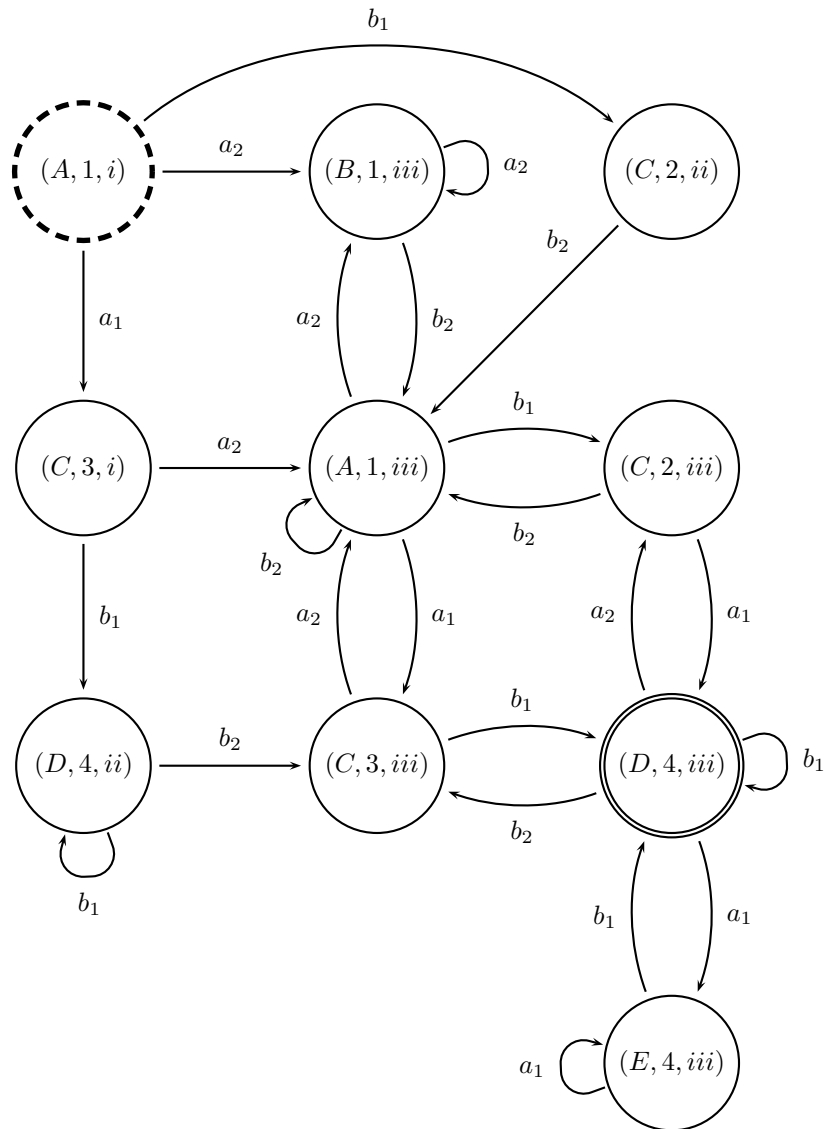 b₁
(A, 1, i)
a₂
(B, 1, iii)
a₂
(C, 2, ii)
b₂
a₁
a₂
b₂
(C, 3, i)
a₂
(A, 1, iii)
b₁
(C, 2, iii)
b₂
b₂
b₁
a₂
a₁
a₂
a₁
(D, 4, ii)
b₂
(C, 3, iii)
b₁
(D, 4, iii)
b₁
b₂
b₁
b₁
a₁
a₁
(E, 4, iii)